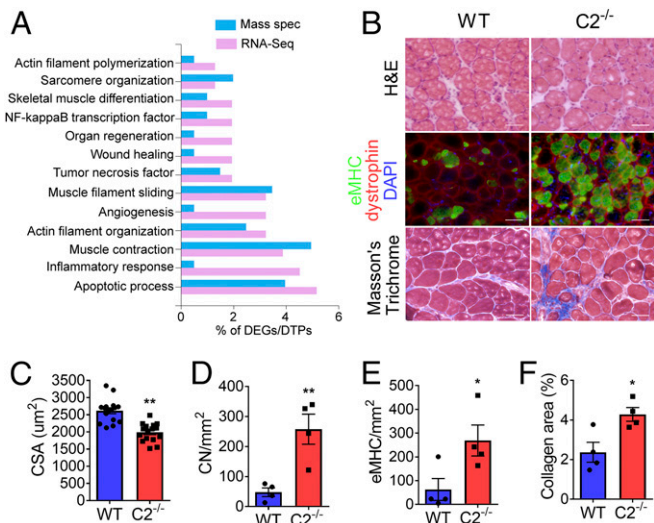 A
Mass spec
RNA-Seq
Actin filament polymerization
Sarcomere organization
Skeletal muscle differentiation
NF-kappaB transcription factor
Organ regeneration
Wound healing
Tumor necrosis factor
Muscle filament sliding
Angiogenesis
Actin filament organization
Muscle contraction
Inflammatory response
Apoptotic process
0 2 4 6
% of DEGs/DTPs
B
WT C2-/-
H&E
eMHC
dystrophin
DAPI
Masson's
Trichrome
C
CSA (um²)
3500
3000
2500
2000
1500
1000
500
0
**
WT C2-/-
D
CN/mm²
400
300
200
100
0
**
WT C2-/-
E
eMHC/mm²
500
400
300
200
100
0
*
WT C2-/-
F
Collagen area (%)
6
4
2
0
*
WT C2-/-